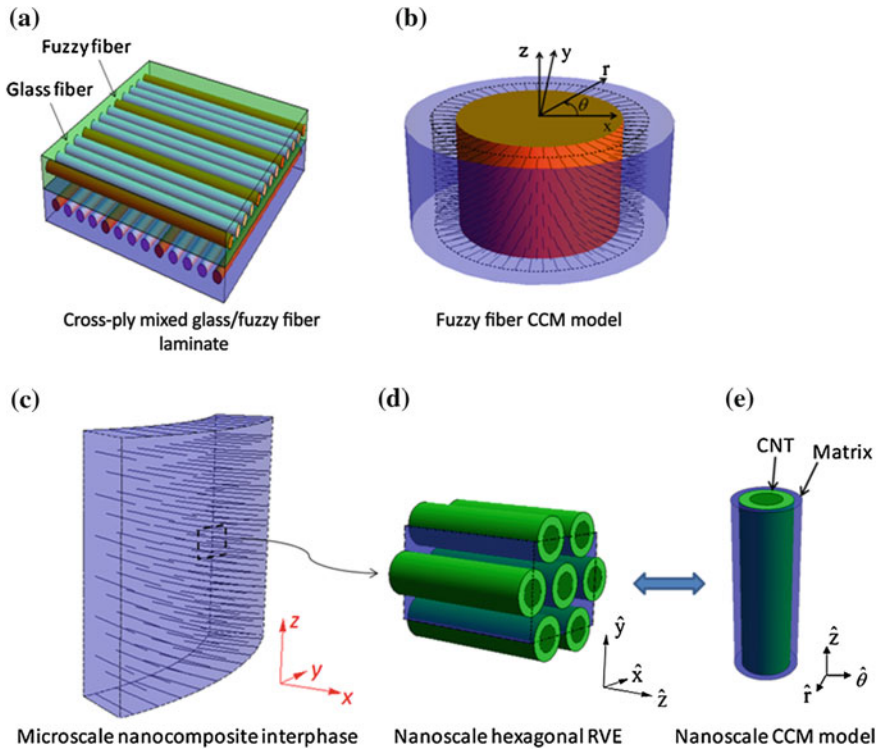 (a)
(b)
Fuzzy fiber
Glass fiber
z
y
r
θ
x
Cross-ply mixed glass/fuzzy fiber
laminate
Fuzzy fiber CCM model
(c)
(d)
(e)
CNT
Matrix
z
y
x
ŷ
x̂
ẑ
ẑ
θ̂
r̂
Microscale nanocomposite interphase
Nanoscale hexagonal RVE
Nanoscale CCM model